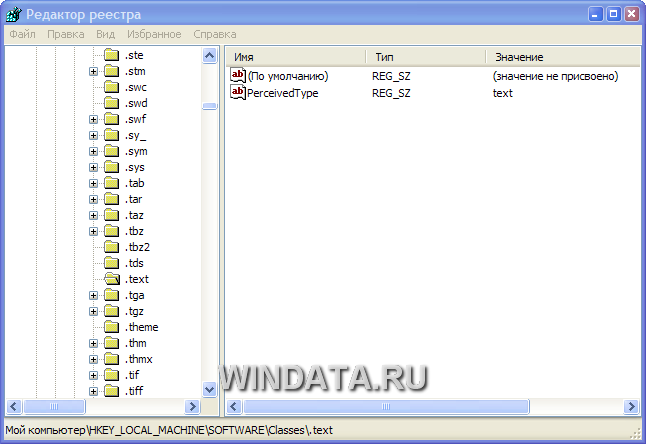 Редактор реестра
Файл Правка Вид Избранное Справка
.ste
.stm
.swc
.swd
.swf
.sy_
.sym
.sys
.tab
.tar
.taz
.tbz
.tbz2
.tds
.text
.tga
.tgz
.theme
.thm
.thmx
.tif
.tiff
Имя Тип Значение
ab (По умолчанию) REG_SZ (значение не присвоено)
ab PerceivedType REG_SZ text
WINDATA.RU
Мой компьютер\HKEY_LOCAL_MACHINE\SOFTWARE\Classes\.text